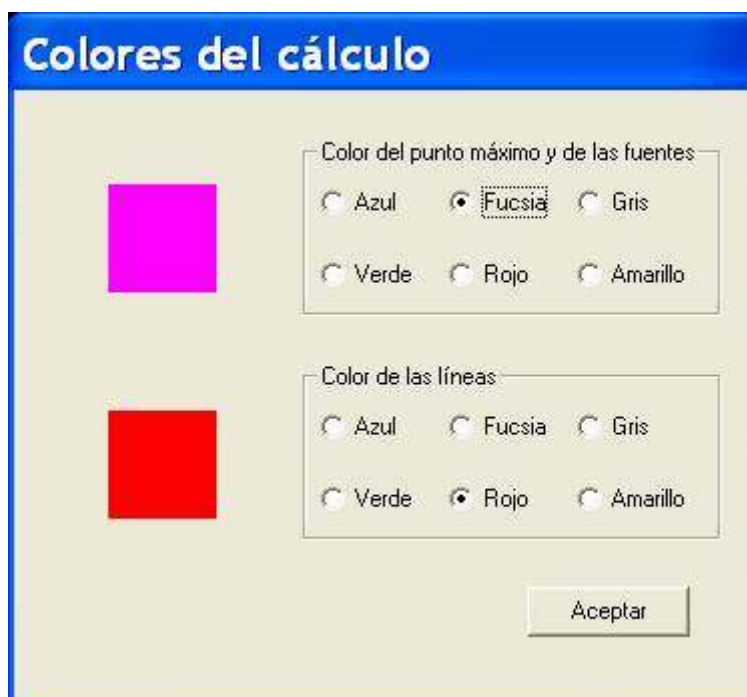 Colores del cálculo
Color del punto máximo y de las fuentes
Azul Fucsia Gris
Verde Rojo Amarillo
Color de las líneas
Azul Fucsia Gris
Verde Rojo Amarillo
Aceptar